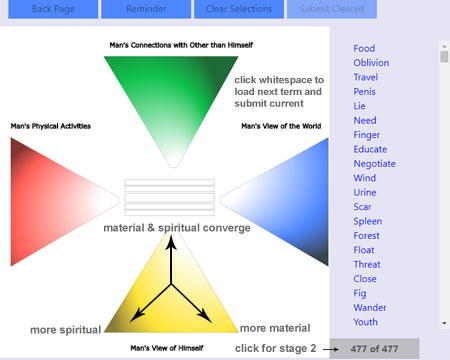 Back Page
Reminder
Clear Selections
Submit Cleared
Man's Connections with Other than Himself
click whitespace to
load next term and
submit current
Man's Physical Activities
Man's View of the World
material & spiritual converge
more spiritual
more material
Man's View of Himself
click for stage 2
477 of 477
Food
Oblivion
Travel
Penis
Lie
Need
Finger
Educate
Negotiate
Wind
Urine
Scar
Spleen
Forest
Float
Threat
Close
Fig
Wander
Youth